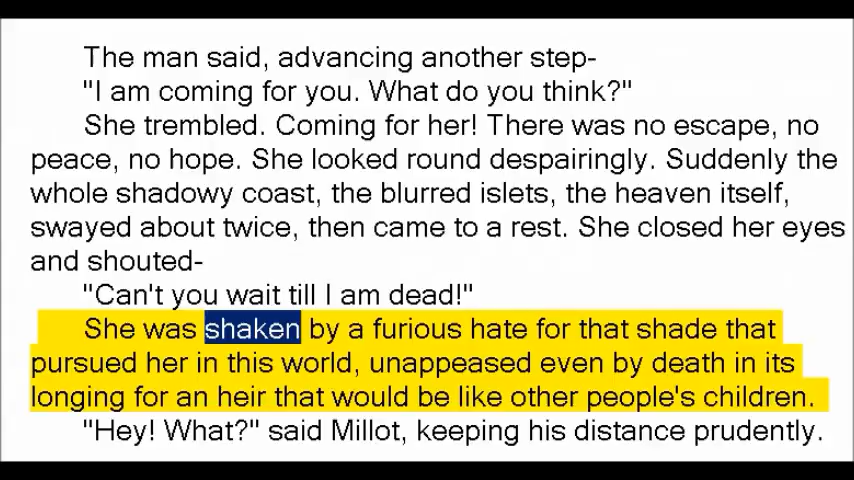 The man said, advancing another step-
"I am coming for you. What do you think?"
She trembled. Coming for her! There was no escape, no
peace, no hope. She looked round despairingly. Suddenly the
whole shadowy coast, the blurred islets, the heaven itself,
swayed about twice, then came to a rest. She closed her eyes
and shouted-
"Can't you wait till I am dead!"
She was shaken by a furious hate for that shade that
pursued her in this world, unappeased even by death in its
longing for an heir that would be like other people's children.
"Hey! What?" said Millot, keeping his distance prudently.